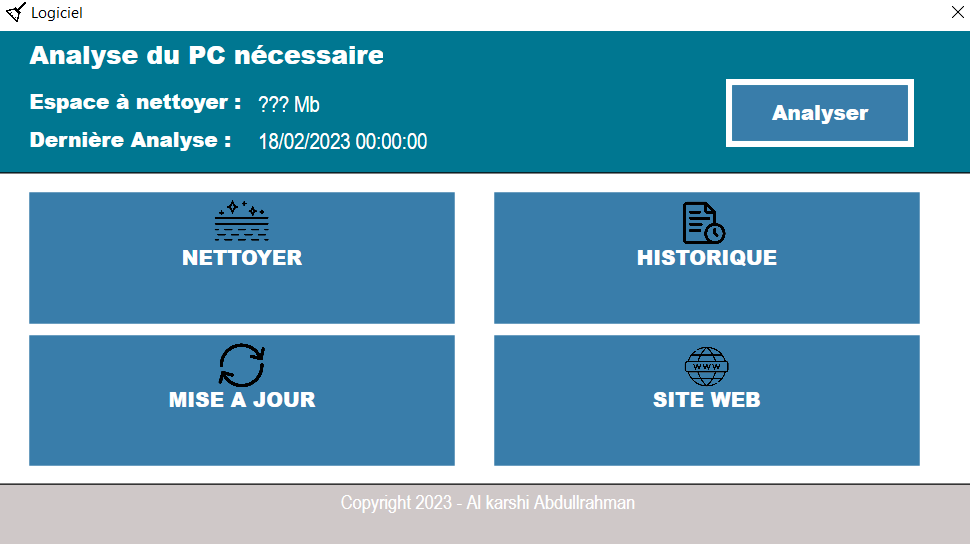 Logiciel
Analyse du PC nécessaire
Espace à nettoyer : ??? Mb
Dernière Analyse : 18/02/2023 00:00:00
Analyser
NETTOYER
HISTORIQUE
MISE A JOUR
WWW
SITE WEB
Copyright 2023 - Al karshi Abdullrahman